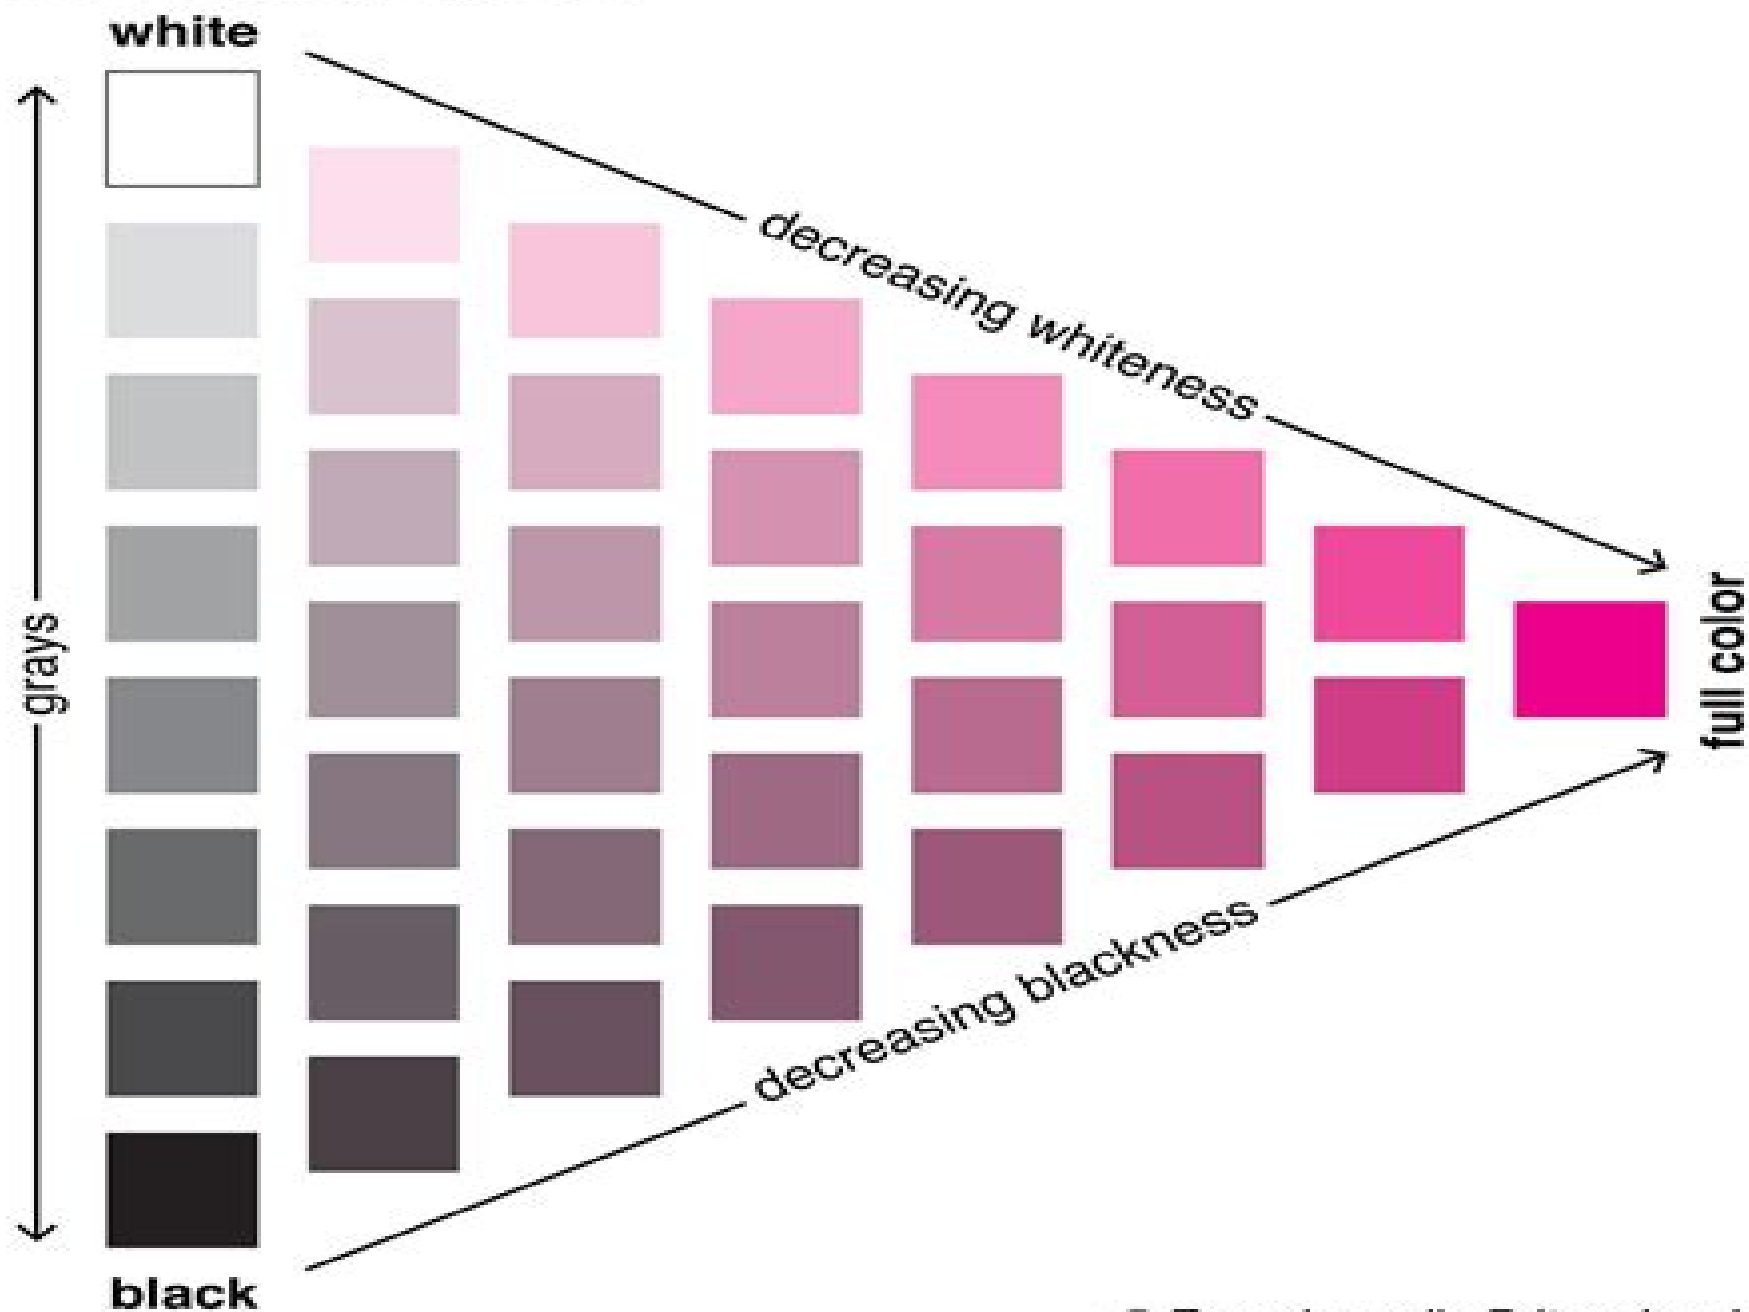 white
decreasing whiteness
grays
full color
decreasing blackness
black